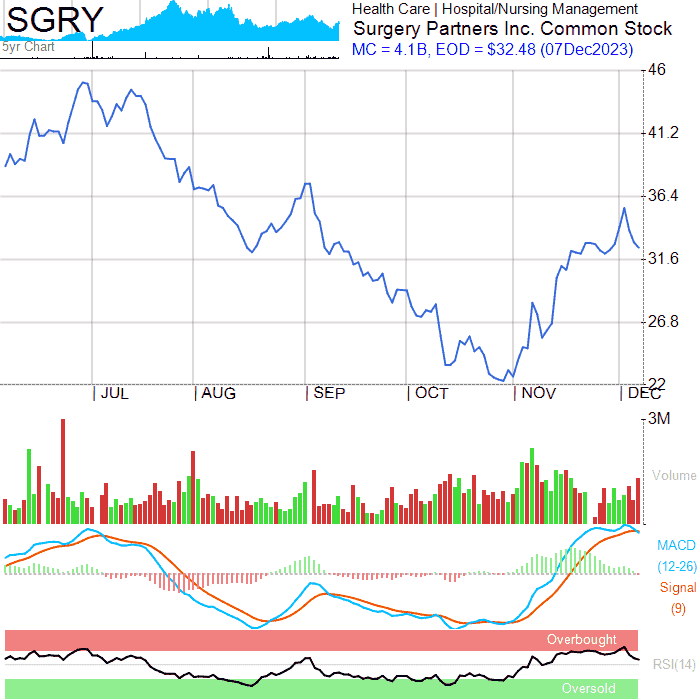 SGRY
5yr Chart
Health Care | Hospital/Nursing Management
Surgery Partners Inc. Common Stock
MC = 4.1B, EOD = $32.48 (07Dec2023)
46
41.2
36.4
31.6
26.8
22
JUL AUG SEP OCT NOV DEC
3M
Volume
MACD
(12-26)
Signal
(9)
Overbought
RSI(14)
Oversold